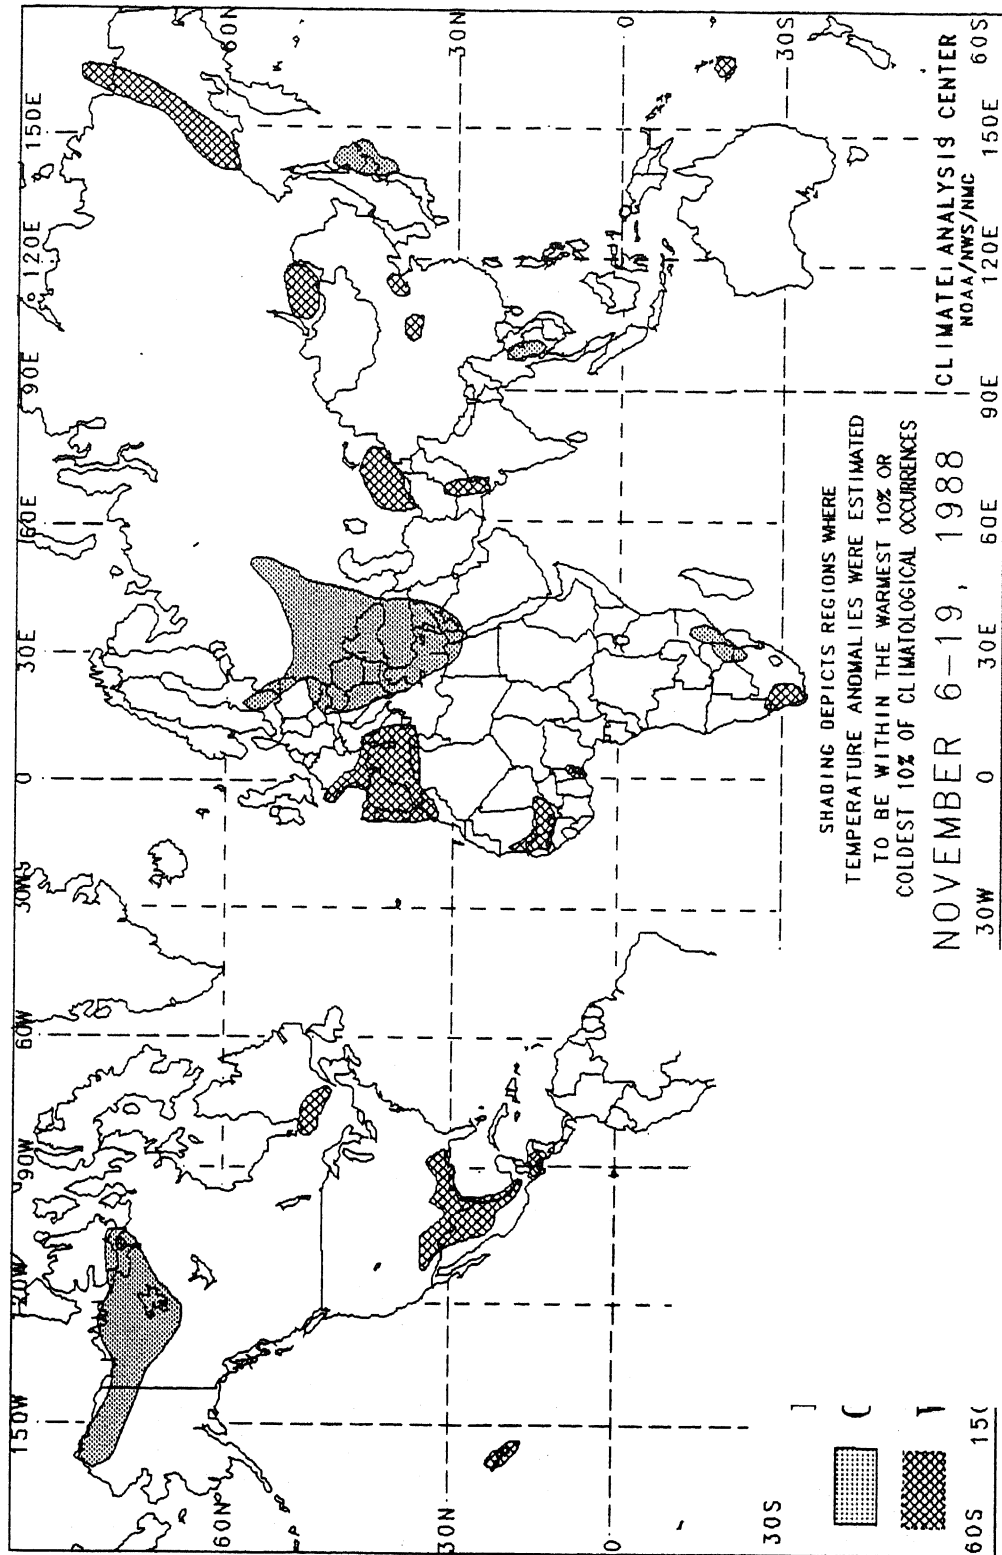 150W 120W 90W 60W 30W 0 30E 60E 90E 120E 150E
60N 60N
30N 30N
0
30S 30S
SHADING DEPICTS REGIONS WHERE
TEMPERATURE ANOMALIES WERE ESTIMATED
TO BE WITHIN THE WARMEST 10% OR
COLDEST 10% OF CLIMATOLOGICAL OCCURRENCES
NOVEMBER 6-19, 1988
CLIMATE ANALYSIS CENTER
NOAA/NWS/NMC
60S 60S
30W 0 30E 60E 90E 120E 150E